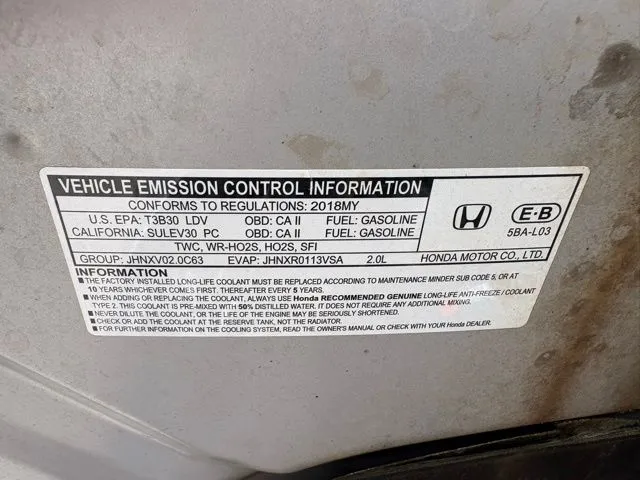 VEHICLE EMISSION CONTROL INFORMATION
CONFORMS TO REGULATIONS: 2018MY
U.S. EPA: T3B30 LDV OBD: CA II FUEL: GASOLINE
CALIFORNIA: SULEV30 PC OBD: CA II FUEL: GASOLINE
TWC, WR-HO2S, HO2S, SFI
GROUP: JHNXV02.0C63 EVAP: JHNXR0113VSA 2.0L
E-B
5BA-L03
HONDA MOTOR CO., LTD.
INFORMATION
THE FACTORY INSTALLED LONG-LIFE COOLANT MUST BE REPLACED ACCORDING TO MAINTENANCE MINDER SUB CODE 5, OR AT
10 YEARS WHICHEVER COMES FIRST. THEREAFTER EVERY 5 YEARS.
WHEN ADDING OR REPLACING THE COOLANT, ALWAYS USE Honda RECOMMENDED GENUINE LONG-LIFE ANTI-FREEZE / COOLANT
TYPE 2. THIS COOLANT IS PRE-MIXED WITH 50% DISTILLED WATER. IT DOES NOT REQUIRE ANY ADDITIONAL MIXING.
NEVER DILUTE THE COOLANT, OR THE LIFE OF THE ENGINE MAY BE SERIOUSLY SHORTENED.
CHECK OR ADD THE COOLANT AT THE RESERVE TANK, NOT THE RADIATOR.
FOR FURTHER INFORMATION ON THE COOLING SYSTEM, READ THE OWNER'S MANUAL OR CHECK WITH YOUR Honda DEALER.